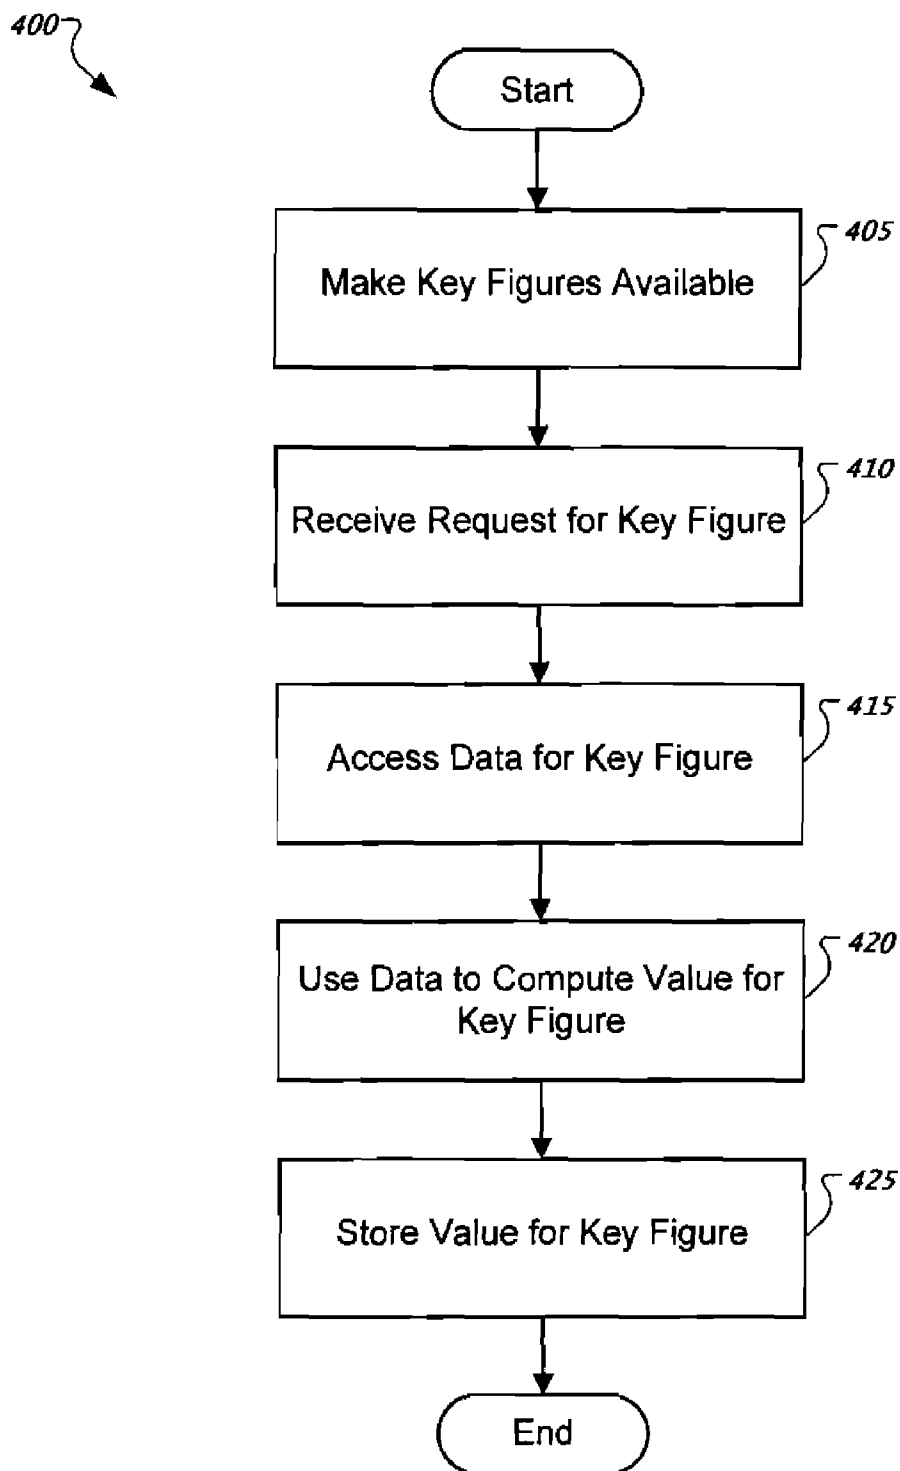 400
Start
Make Key Figures Available
405
Receive Request for Key Figure
410
Access Data for Key Figure
415
Use Data to Compute Value for
Key Figure
420
Store Value for Key Figure
425
End